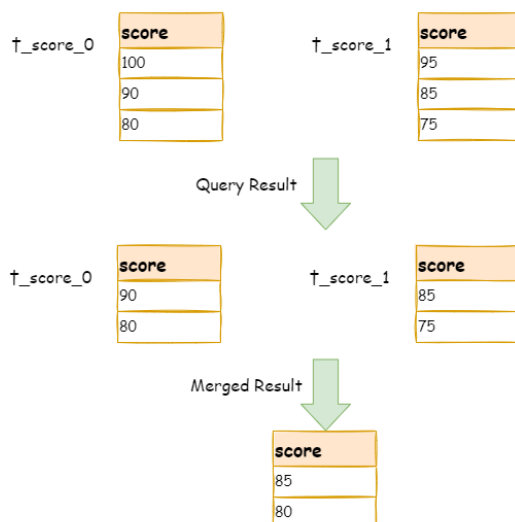 t_score_0
score
100
90
80
t_score_1
score
95
85
75
Query Result
t_score_0
score
90
80
t_score_1
score
85
75
Merged Result
score
85
80